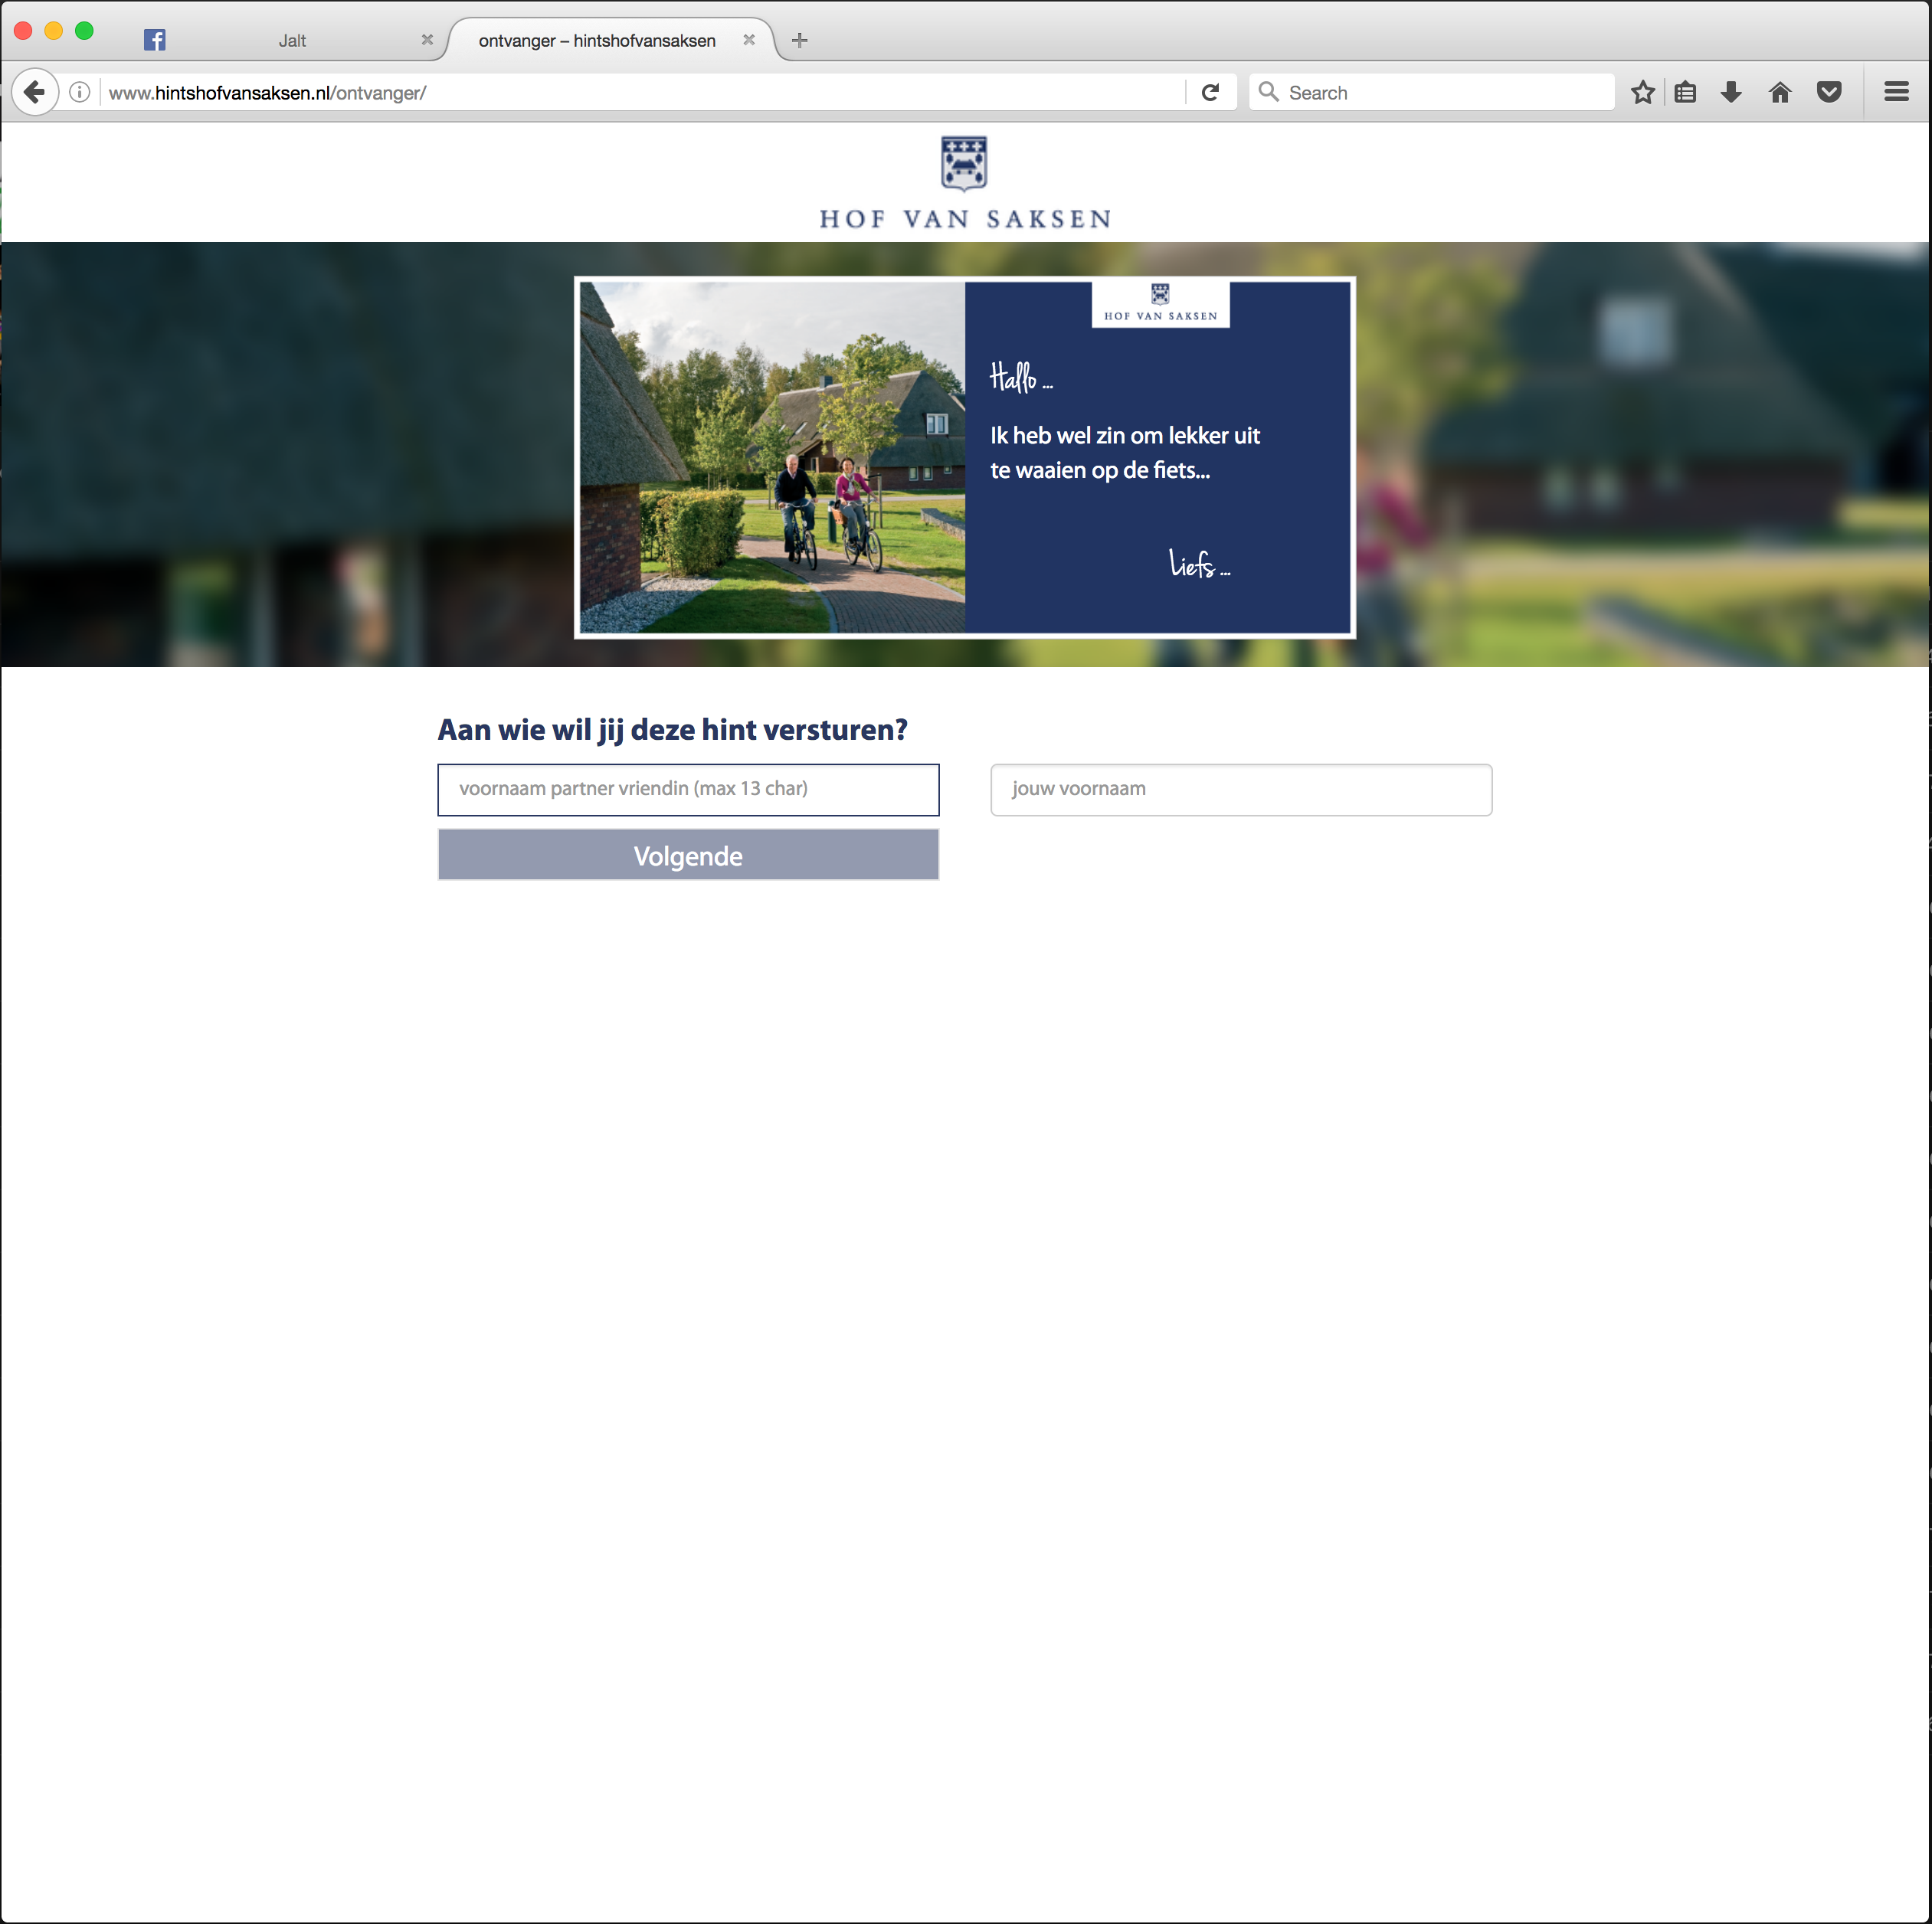 Jalt
ontvanger – hintshofvansaksen
www.hintshofvansaksen.nl/ontvanger/
Search
HOF VAN SAKSEN
HOF VAN SAKSEN
Hallo ...
Ik heb wel zin om lekker uit
te waaien op de fiets...
Liefs ...
Aan wie wil jij deze hint versturen?
voornaam partner vriendin (max 13 char)
jouw voornaam
Volgende